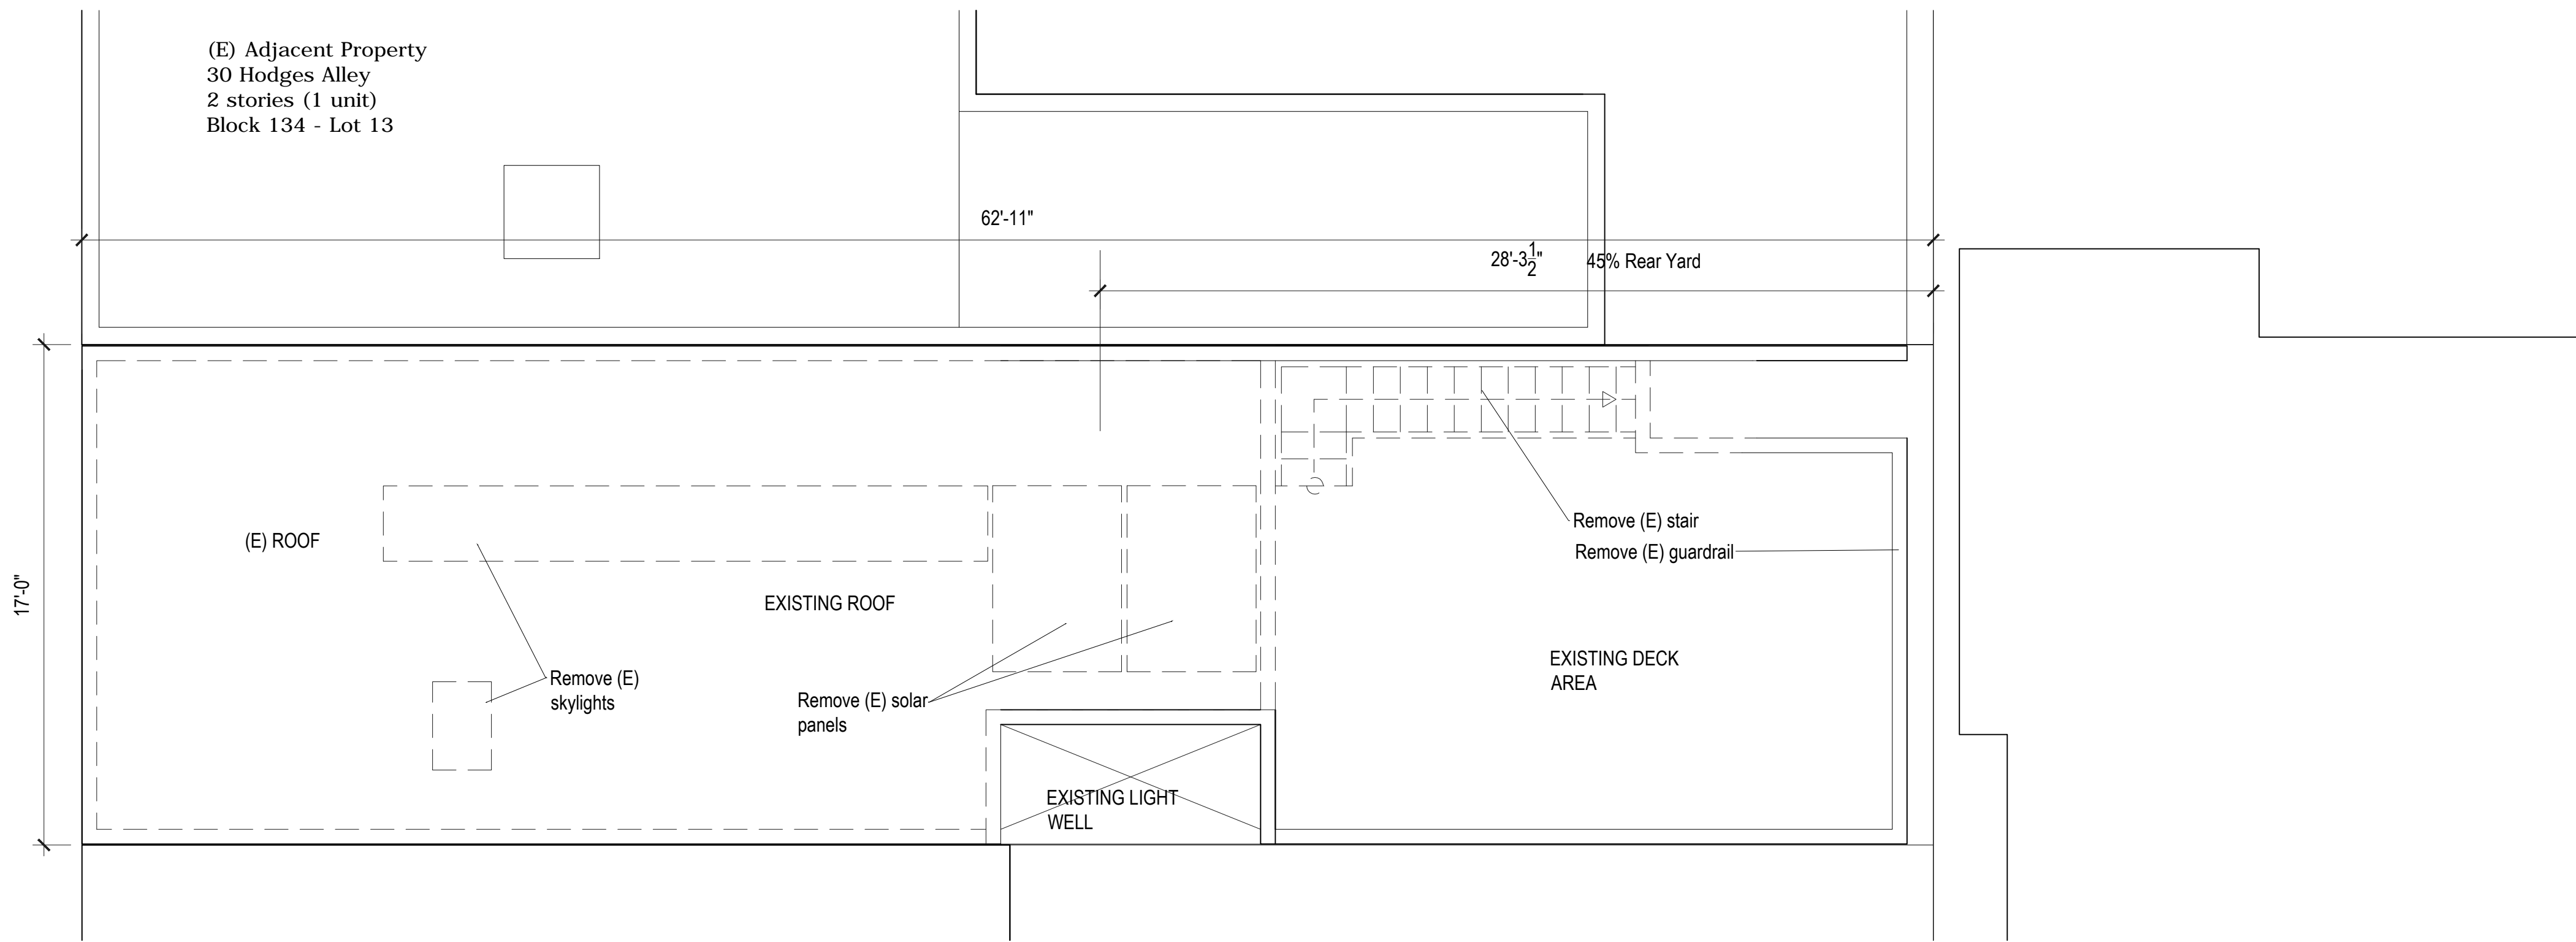 (E) Adjacent Property
30 Hodges Alley
2 stories (1 unit)
Block 134 - Lot 13
62'-11"
28'-3 1/2"
45% Rear Yard
17'-0"
(E) ROOF
EXISTING ROOF
Remove (E)
skylights
Remove (E) solar
panels
EXISTING LIGHT
WELL
Remove (E) stair
Remove (E) guardrail
EXISTING DECK
AREA